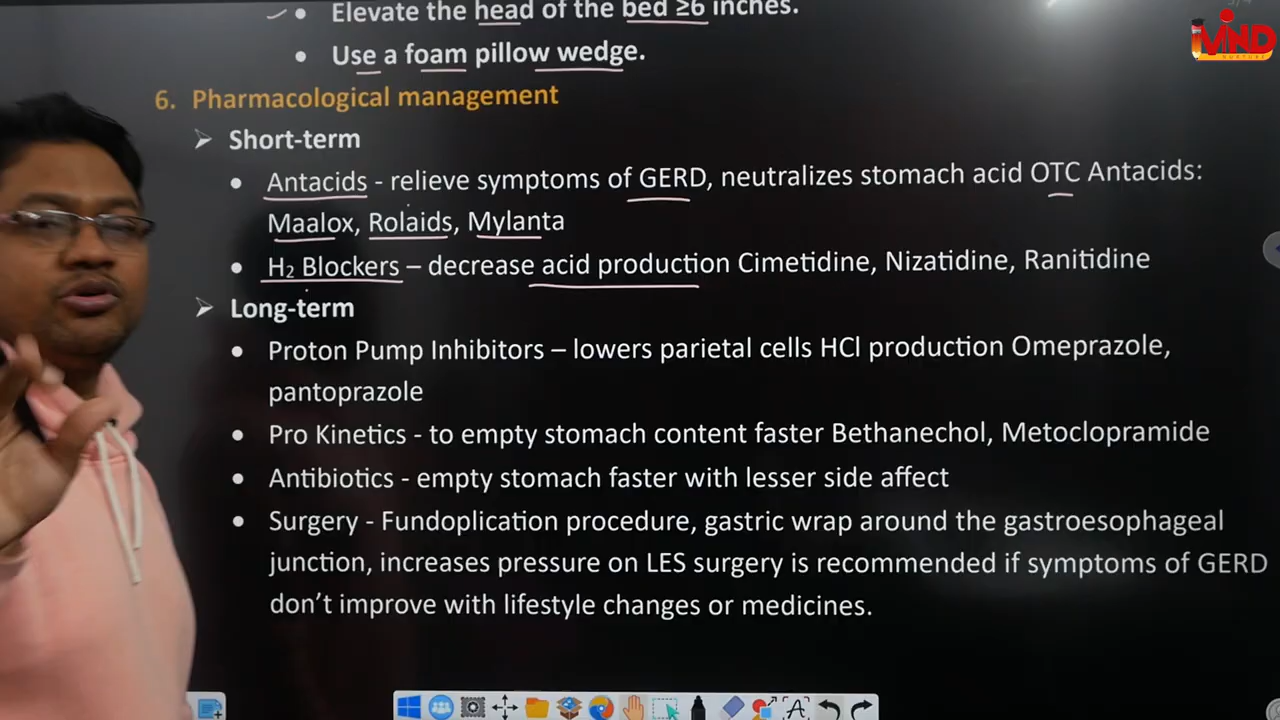 • Elevate the head of the bed ≥6 inches.
• Use a foam pillow wedge.
6. Pharmacological management
➢ Short-term
• Antacids - relieve symptoms of GERD, neutralizes stomach acid OTC Antacids:
Maalox, Rolaids, Mylanta
• H₂ Blockers – decrease acid production Cimetidine, Nizatidine, Ranitidine
➢ Long-term
• Proton Pump Inhibitors – lowers parietal cells HCl production Omeprazole,
pantoprazole
• Pro Kinetics - to empty stomach content faster Bethanechol, Metoclopramide
• Antibiotics - empty stomach faster with lesser side affect
• Surgery - Fundoplication procedure, gastric wrap around the gastroesophageal
junction, increases pressure on LES surgery is recommended if symptoms of GERD
don’t improve with lifestyle changes or medicines.